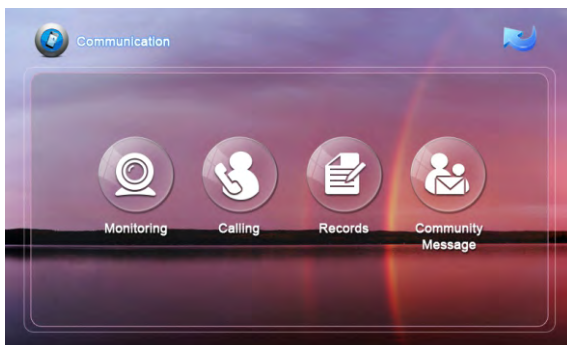 Communication
Monitoring
Calling
Records
Community
Message